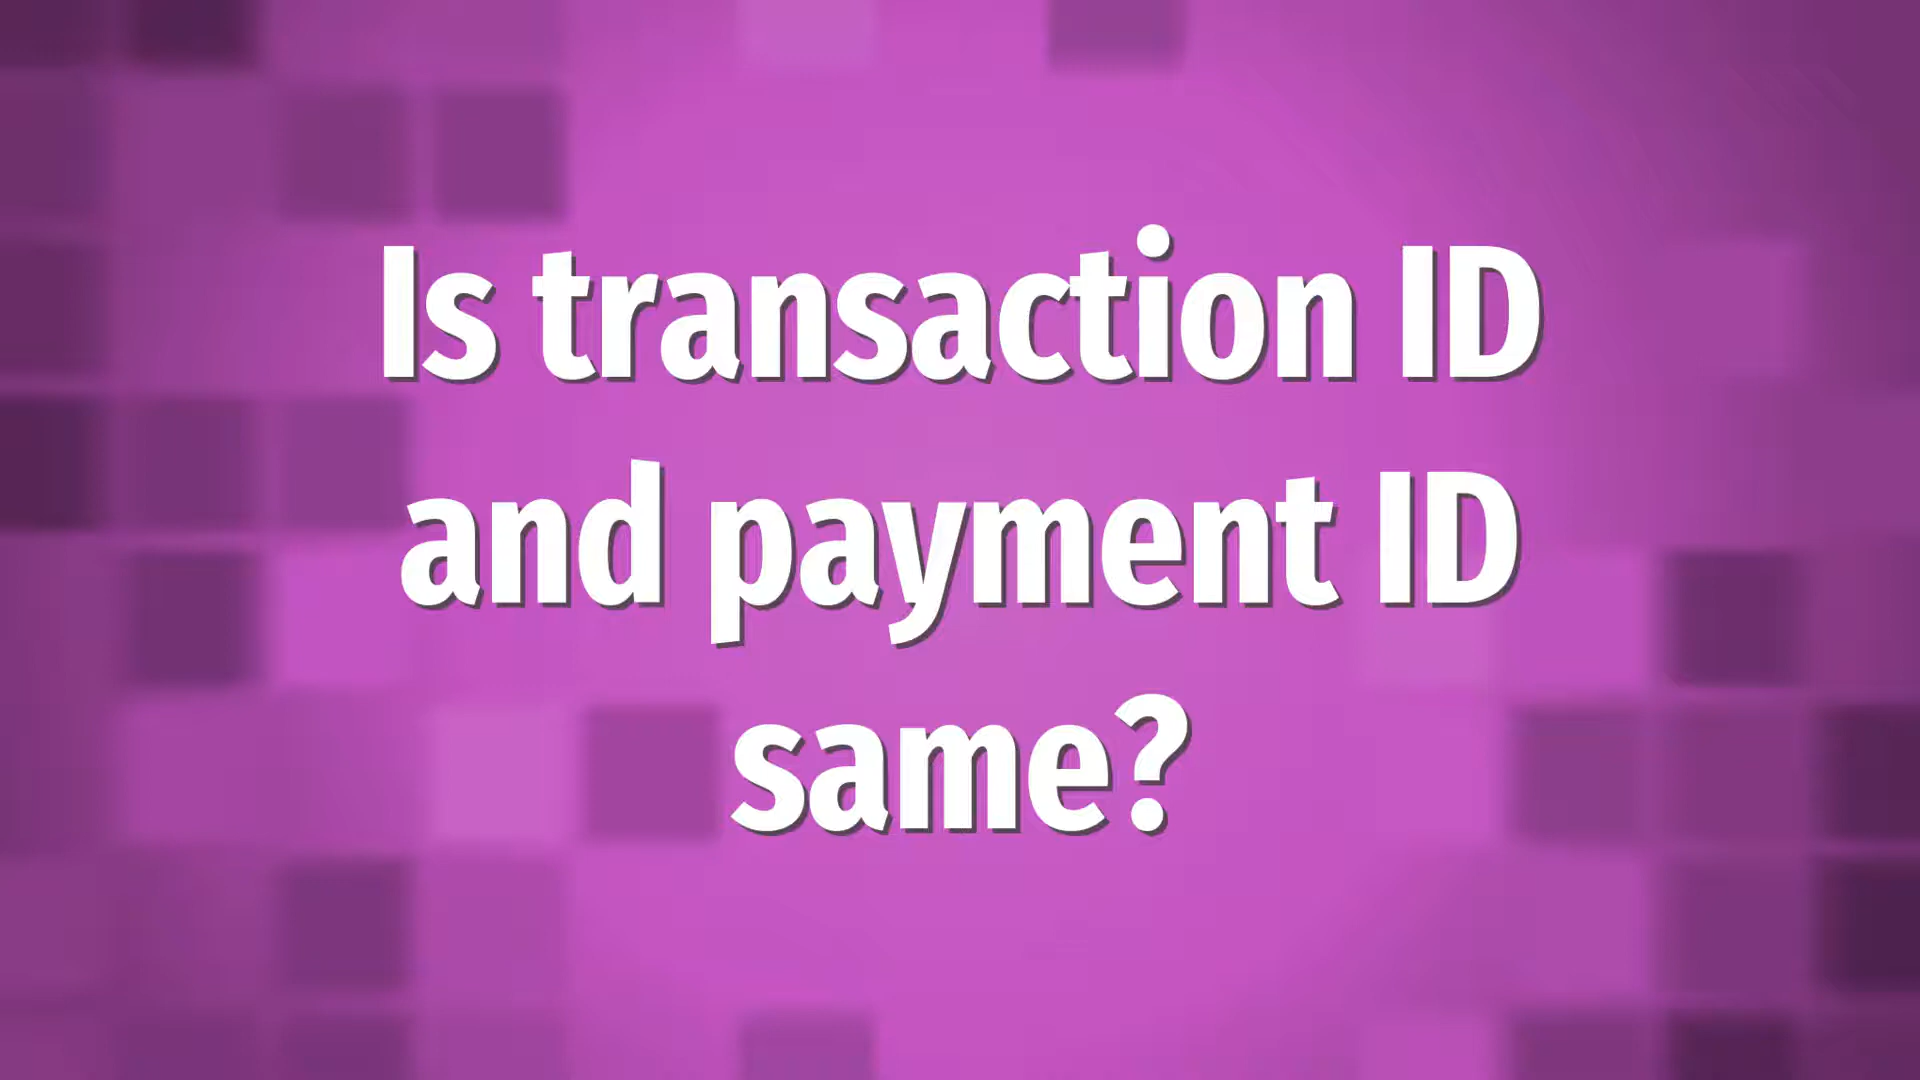 Is transaction ID
and payment ID
same?